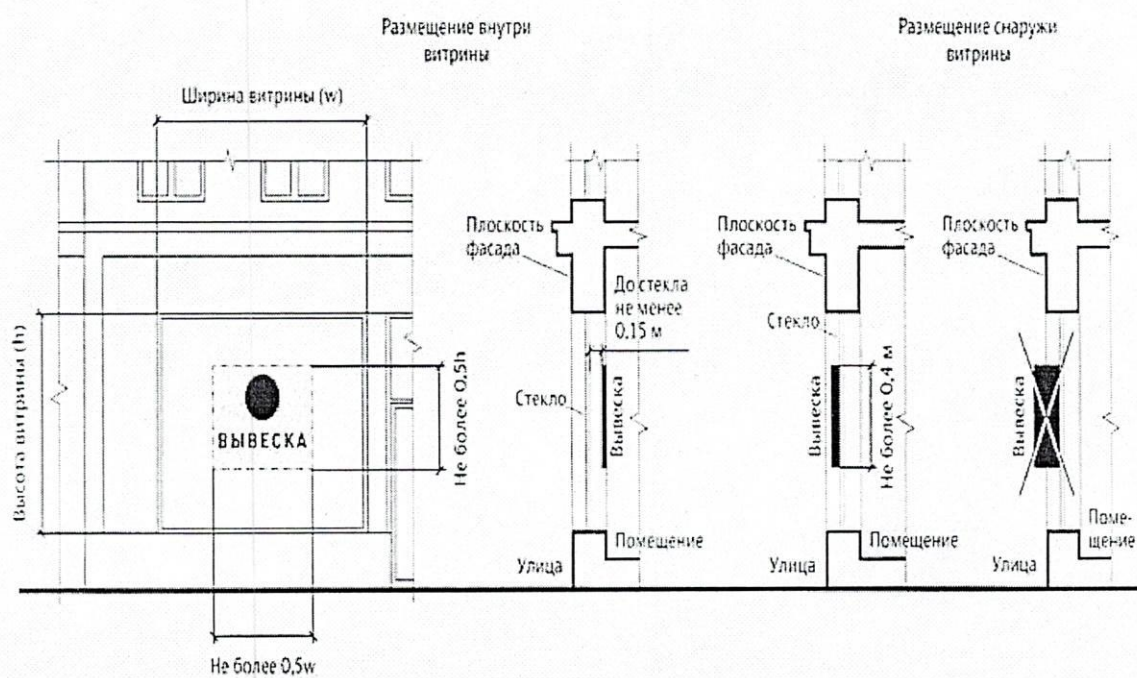 Размещение внутри
витрины
Размещение снаружи
витрины
Ширина витрины (w)
Высота витрины (h)
ВЫВЕСКА
Не более 0,5h
Не более 0,5w
Плоскость
фасада
До стекла
не менее
0,15 м
Стекло
Вывеска
Помещение
Улица
Плоскость
фасада
Стекло
Вывеска
Не более 0,4 м
Помещение
Улица
Плоскость
фасада
Вывеска
Поме-
щение
Улица